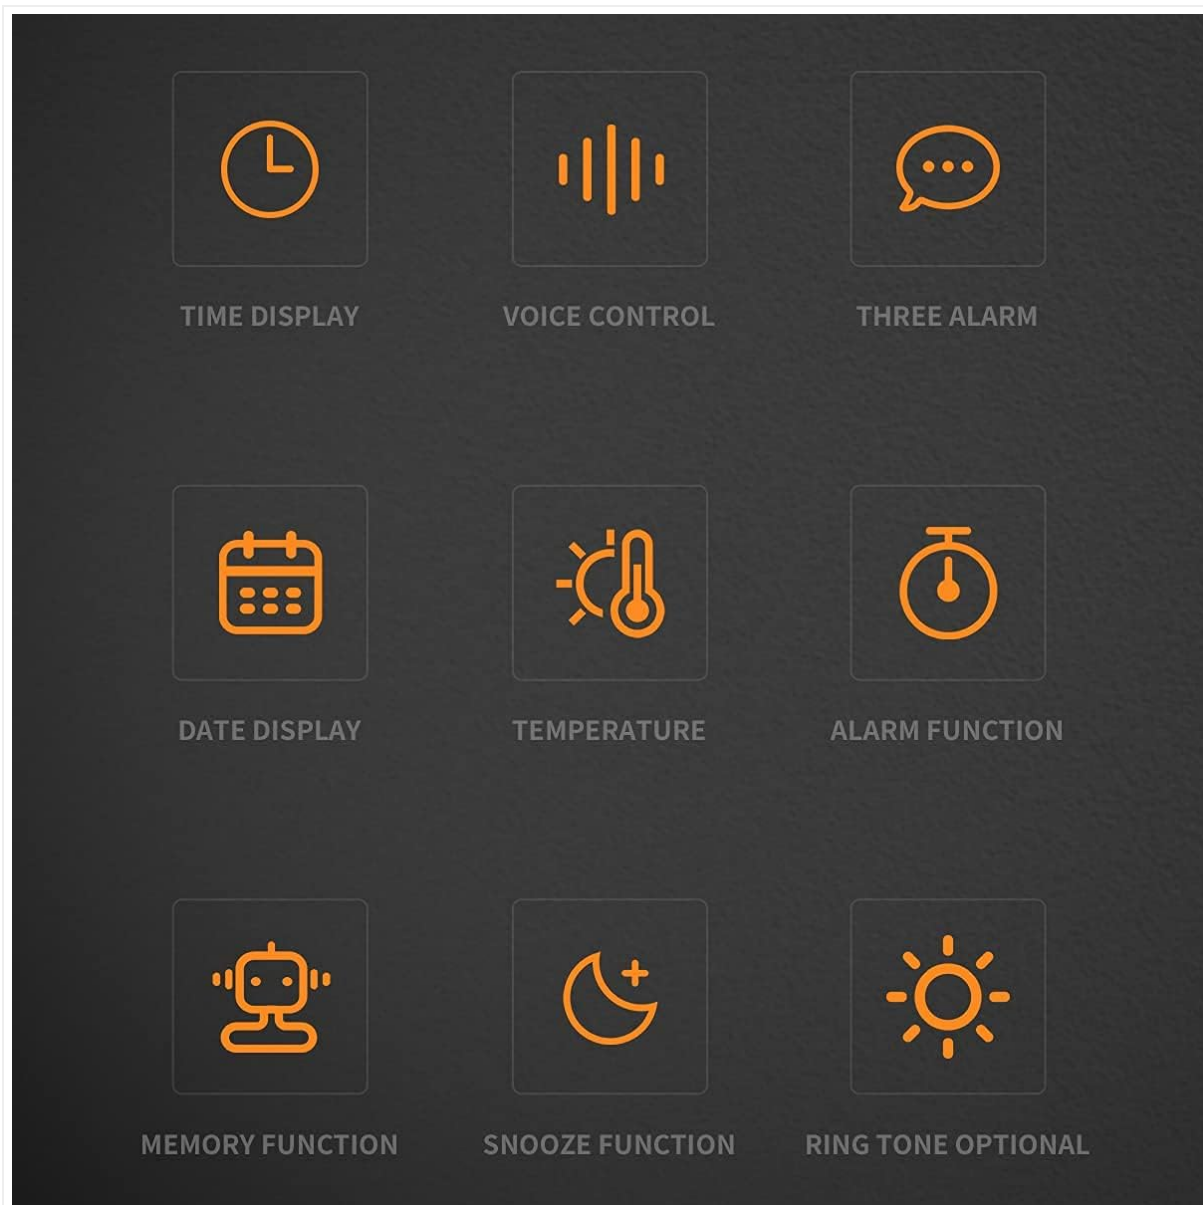 TIME DISPLAY
VOICE CONTROL
THREE ALARM
DATE DISPLAY
TEMPERATURE
ALARM FUNCTION
MEMORY FUNCTION
SNOOZE FUNCTION
RING TONE OPTIONAL